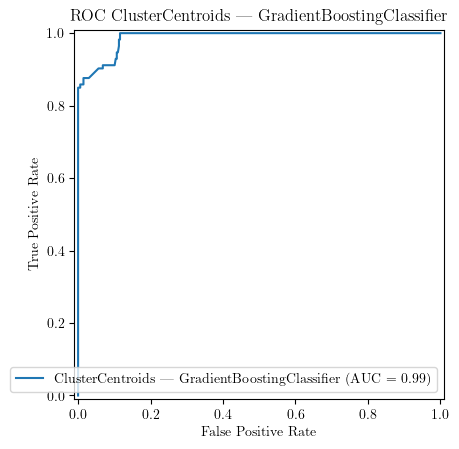 ROC ClusterCentroids — GradientBoostingClassifier
1.0
0.8
0.6
0.4
0.2
0.0
True Positive Rate
ClusterCentroids — GradientBoostingClassifier (AUC = 0.99)
0.0 0.2 0.4 0.6 0.8 1.0
False Positive Rate